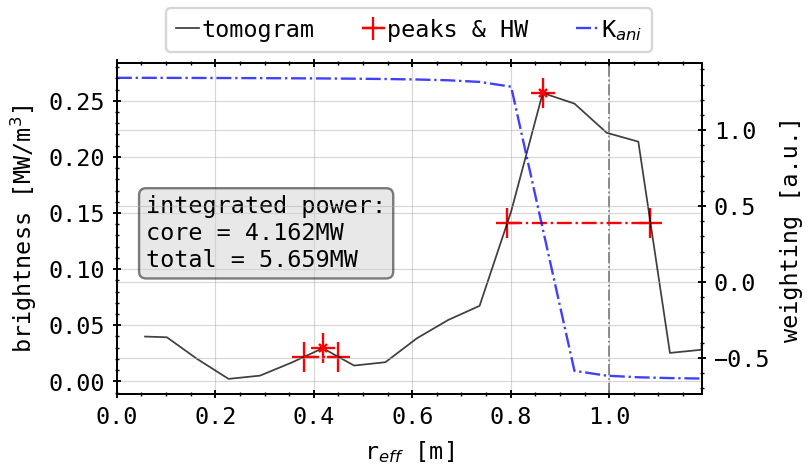 tomogram peaks & HW K_ani
brightness [MW/m³]
0.25
0.20
0.15
0.10
0.05
0.00
integrated power:
core = 4.162MW
total = 5.659MW
1.0
0.5
0.0
−0.5
weighting [a.u.]
0.0 0.2 0.4 0.6 0.8 1.0
r_eff [m]